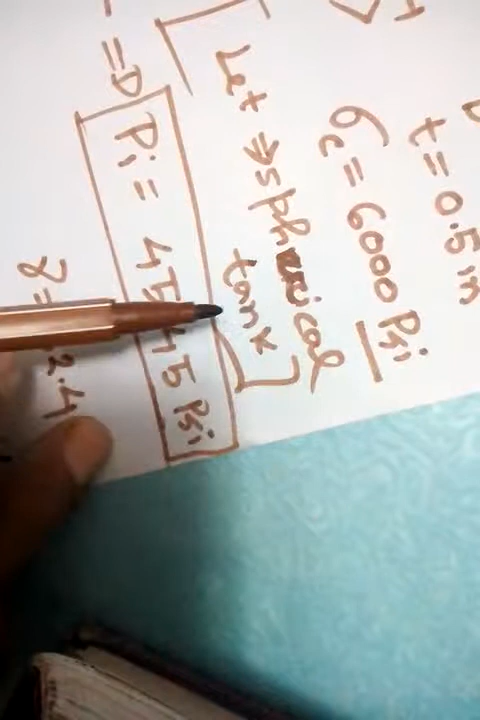 t = 0.5 in
σc = 6000 Psi
Let ⇒ spherical
tank
⇒ Pi = 4545 Psi